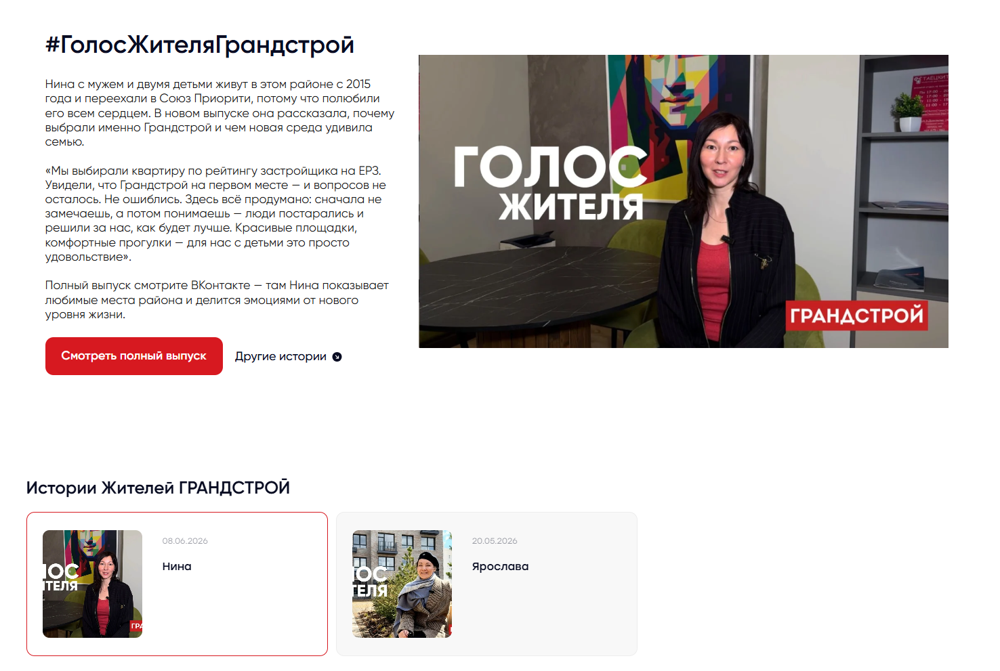 #ГолосЖителяГрандстрой
Нина с мужем и двумя детьми живут в этом районе с 2015
года и переехали в Союз Приорити, потому что полюбили
его всем сердцем. В новом выпуске она рассказала, почему
выбрали именно Грандстрой и чем новая среда удивила
семью.
«Мы выбирали квартиру по рейтингу застройщика на ЕРЗ.
Увидели, что Грандстрой на первом месте — и вопросов не
осталось. Не ошиблись. Здесь всё продумано: сначала не
замечаешь, а потом понимаешь — люди постарались и
решили за нас, как будет лучше. Красивые площадки,
комфортные прогулки — для нас с детьми это просто
удовольствие».
Полный выпуск смотрите ВКонтакте — там Нина показывает
любимые места района и делится эмоциями от нового
уровня жизни.
Смотреть полный выпуск
Другие истории
ГОЛОС
ЖИТЕЛЯ
ГРАНДСТРОЙ
Истории Жителей ГРАНДСТРОЙ
08.06.2026
Нина
ЛОС
ИТЕЛЯ
ГРА
20.05.2026
Ярослава
ЛОС
ТЕЛЯ